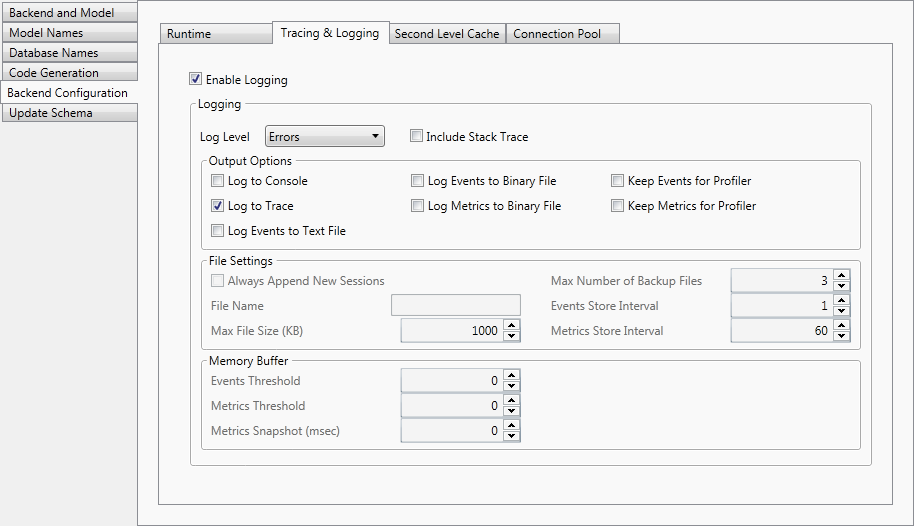 Backend and Model
Model Names
Database Names
Code Generation
Backend Configuration
Update Schema
Runtime
Tracing & Logging
Second Level Cache
Connection Pool
Enable Logging
Logging
Log Level
Errors
Include Stack Trace
Output Options
Log to Console
Log Events to Binary File
Keep Events for Profiler
Log to Trace
Log Metrics to Binary File
Keep Metrics for Profiler
Log Events to Text File
File Settings
Always Append New Sessions
Max Number of Backup Files
3
File Name
Events Store Interval
1
Max File Size (KB)
1000
Metrics Store Interval
60
Memory Buffer
Events Threshold
0
Metrics Threshold
0
Metrics Snapshot (msec)
0